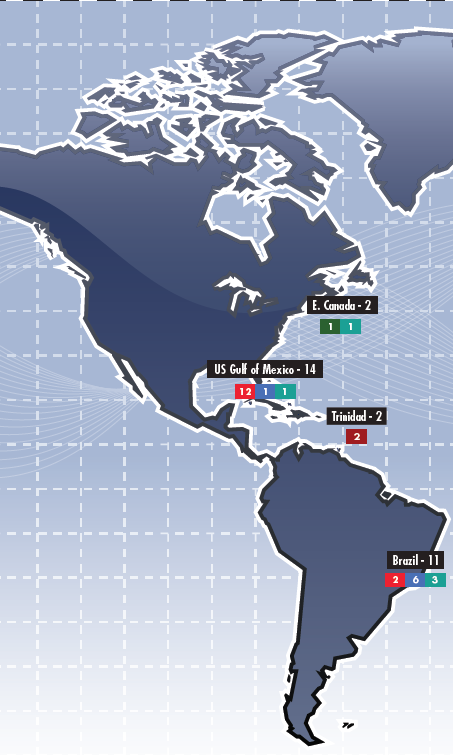 E. Canada - 2
1 1
US Gulf of Mexico - 14
12 1 1
Trinidad - 2
2
Brazil - 11
2 6 3